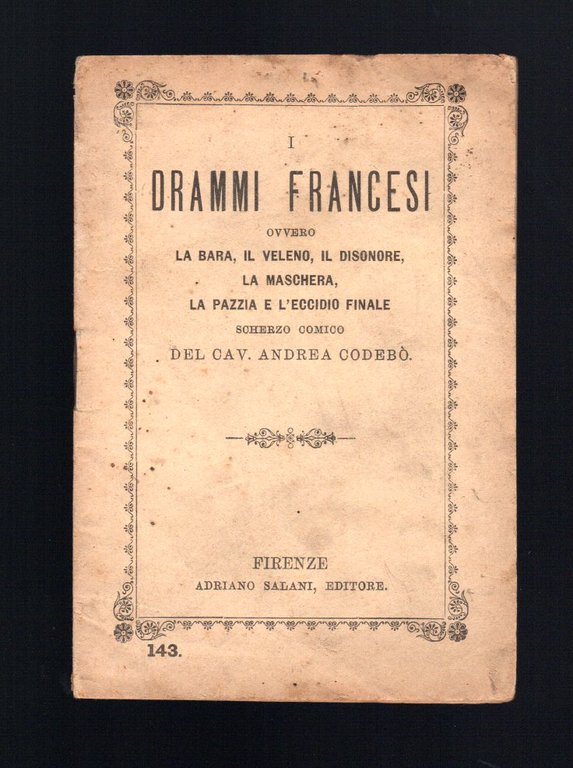 I
DRAMMI FRANCESI
OVVERO
LA BARA, IL VELENO, IL DISONORE,
LA MASCHERA,
LA PAZZIA E L'ECCIDIO FINALE
SCHERZO COMICO
DEL CAV. ANDREA CODEBÒ.
FIRENZE
ADRIANO SALANI, EDITORE.
143.